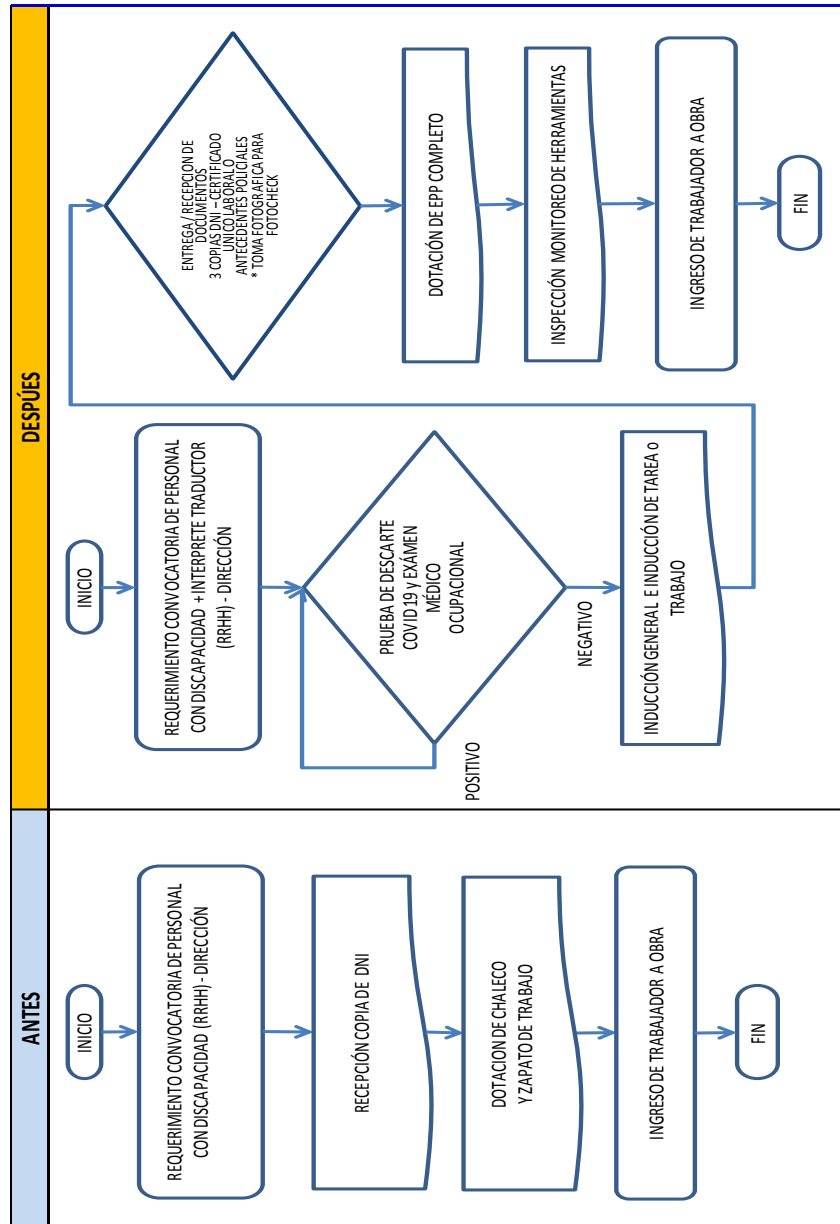 ANTES
INICIO
REQUERIMIENTO CONVOCATORIA DE PERSONAL
CON DISCAPACIDAD (RRHH) - DIRECCIÓN
RECEPCIÓN COPIA DE DNI
DOTACION DE CHALECO
Y ZAPATO DE TRABAJO
INGRESO DE TRABAJADOR A OBRA
FIN
DESPÚES
INICIO
REQUERIMIENTO CONVOCATORIA DE PERSONAL
CON DISCAPACIDAD +INTERPRETE TRADUCTOR
(RRHH) - DIRECCIÓN
PRUEBA DE DESCARTE
COVID 19 y EXÁMEN
MÉDICO
OCUPACIONAL
POSITIVO
NEGATIVO
INDUCCIÓN GENERAL E INDUCCIÓN DE TAREA o
TRABAJO
ENTREGA / RECEPCION DE
DOCUMENTOS
3 COPIAS DNI – CERTIFICADO
UNICO LABORAL O
ANTECEDENTES POLICIALES
* TOMA FOTOGRAFICA PARA
FOTOCHECK
DOTACIÓN DE EPP COMPLETO
INSPECCIÓN MONITOREO DE HERRAMIENTAS
INGRESO DE TRABAJADOR A OBRA
FIN